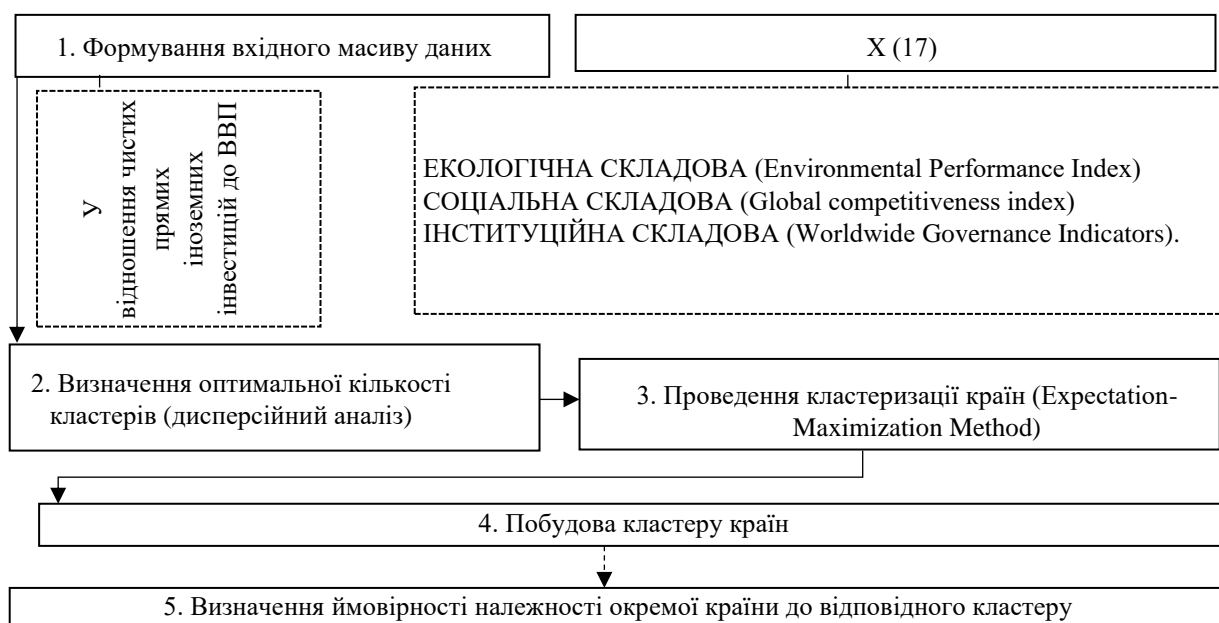 1. Формування вхідного масиву даних
X (17)
У
відношення чистих
прямих
іноземних
інвестицій до ВВП
ЕКОЛОГІЧНА СКЛАДОВА (Environmental Performance Index)
СОЦІАЛЬНА СКЛАДОВА (Global competitiveness index)
ІНСТИТУЦІЙНА СКЛАДОВА (Worldwide Governance Indicators).
2. Визначення оптимальної кількості
кластерів (дисперсійний аналіз)
3. Проведення кластеризації країн (Expectation-
Maximization Method)
4. Побудова кластеру країн
5. Визначення ймовірності належності окремої країни до відповідного кластеру